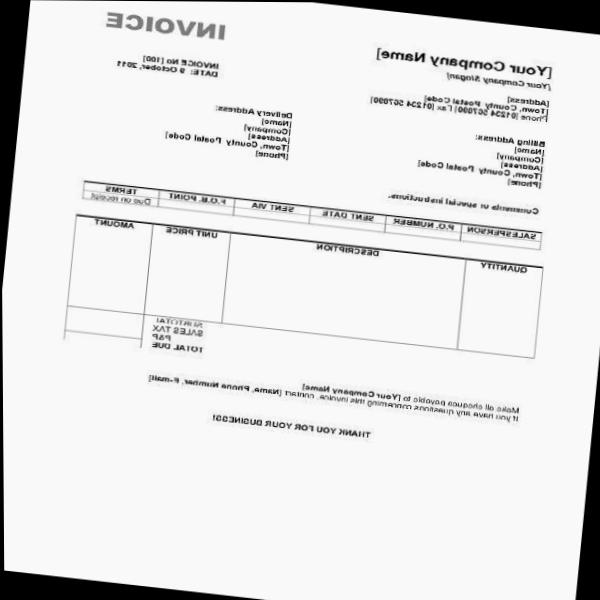 [Your Company Name]
INVOICE
[Your Company Slogan]
INVOICE No [100]
DATE: 9 October, 2011
[Address]
[Town, County Postal Code]
Phone [01234 567890] Fax [01234 567890]
Billing Address:
[Name]
[Company]
[Address]
[Town, County Postal Code]
[Phone]
Delivery Address:
[Name]
[Company]
[Address]
[Town, County Postal Code]
[Phone]
Comments or special instructions:
SALESPERSON P.O. NUMBER SENT DATE SENT VIA F.O.B. POINT TERMS
Due on receipt
QUANTITY DESCRIPTION UNIT PRICE AMOUNT
SUBTOTAL
SALES TAX
P&P
TOTAL DUE
Make all cheques payable to [Your Company Name]
If you have any questions concerning this invoice, contact [Name, Phone Number, E-mail]
THANK YOU FOR YOUR BUSINESS!